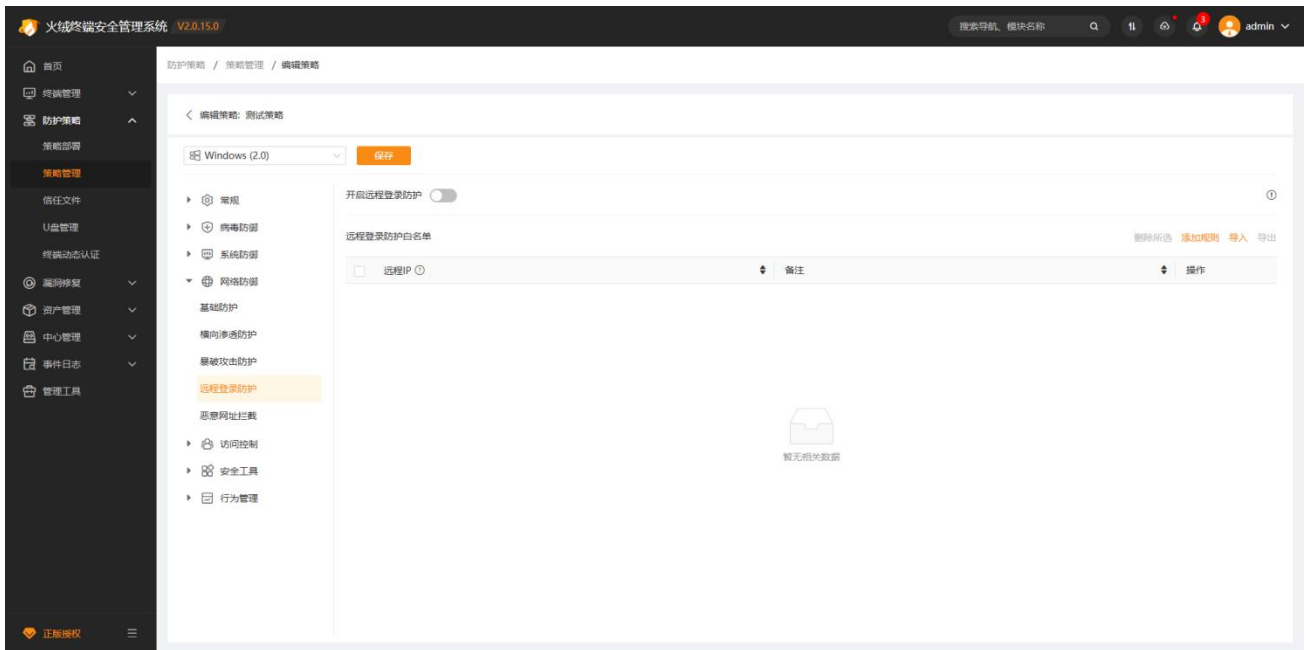 火绒终端安全管理系统 V2.0.15.0
搜索导航、模块名称
3
admin
首页
终端管理
防护策略
策略部署
策略管理
信任文件
U盘管理
终端动态认证
漏洞修复
资产管理
中心管理
事件日志
管理工具
正版授权
防护策略 / 策略管理 / 编辑策略
编辑策略: 测试策略
Windows (2.0)
保存
常规
病毒防御
系统防御
网络防御
基础防护
横向渗透防护
暴破攻击防护
远程登录防护
恶意网址拦截
访问控制
安全工具
行为管理
开启远程登录防护
远程登录防护白名单
删除所选 添加规则 导入 导出
远程IP 备注 操作
暂无相关数据